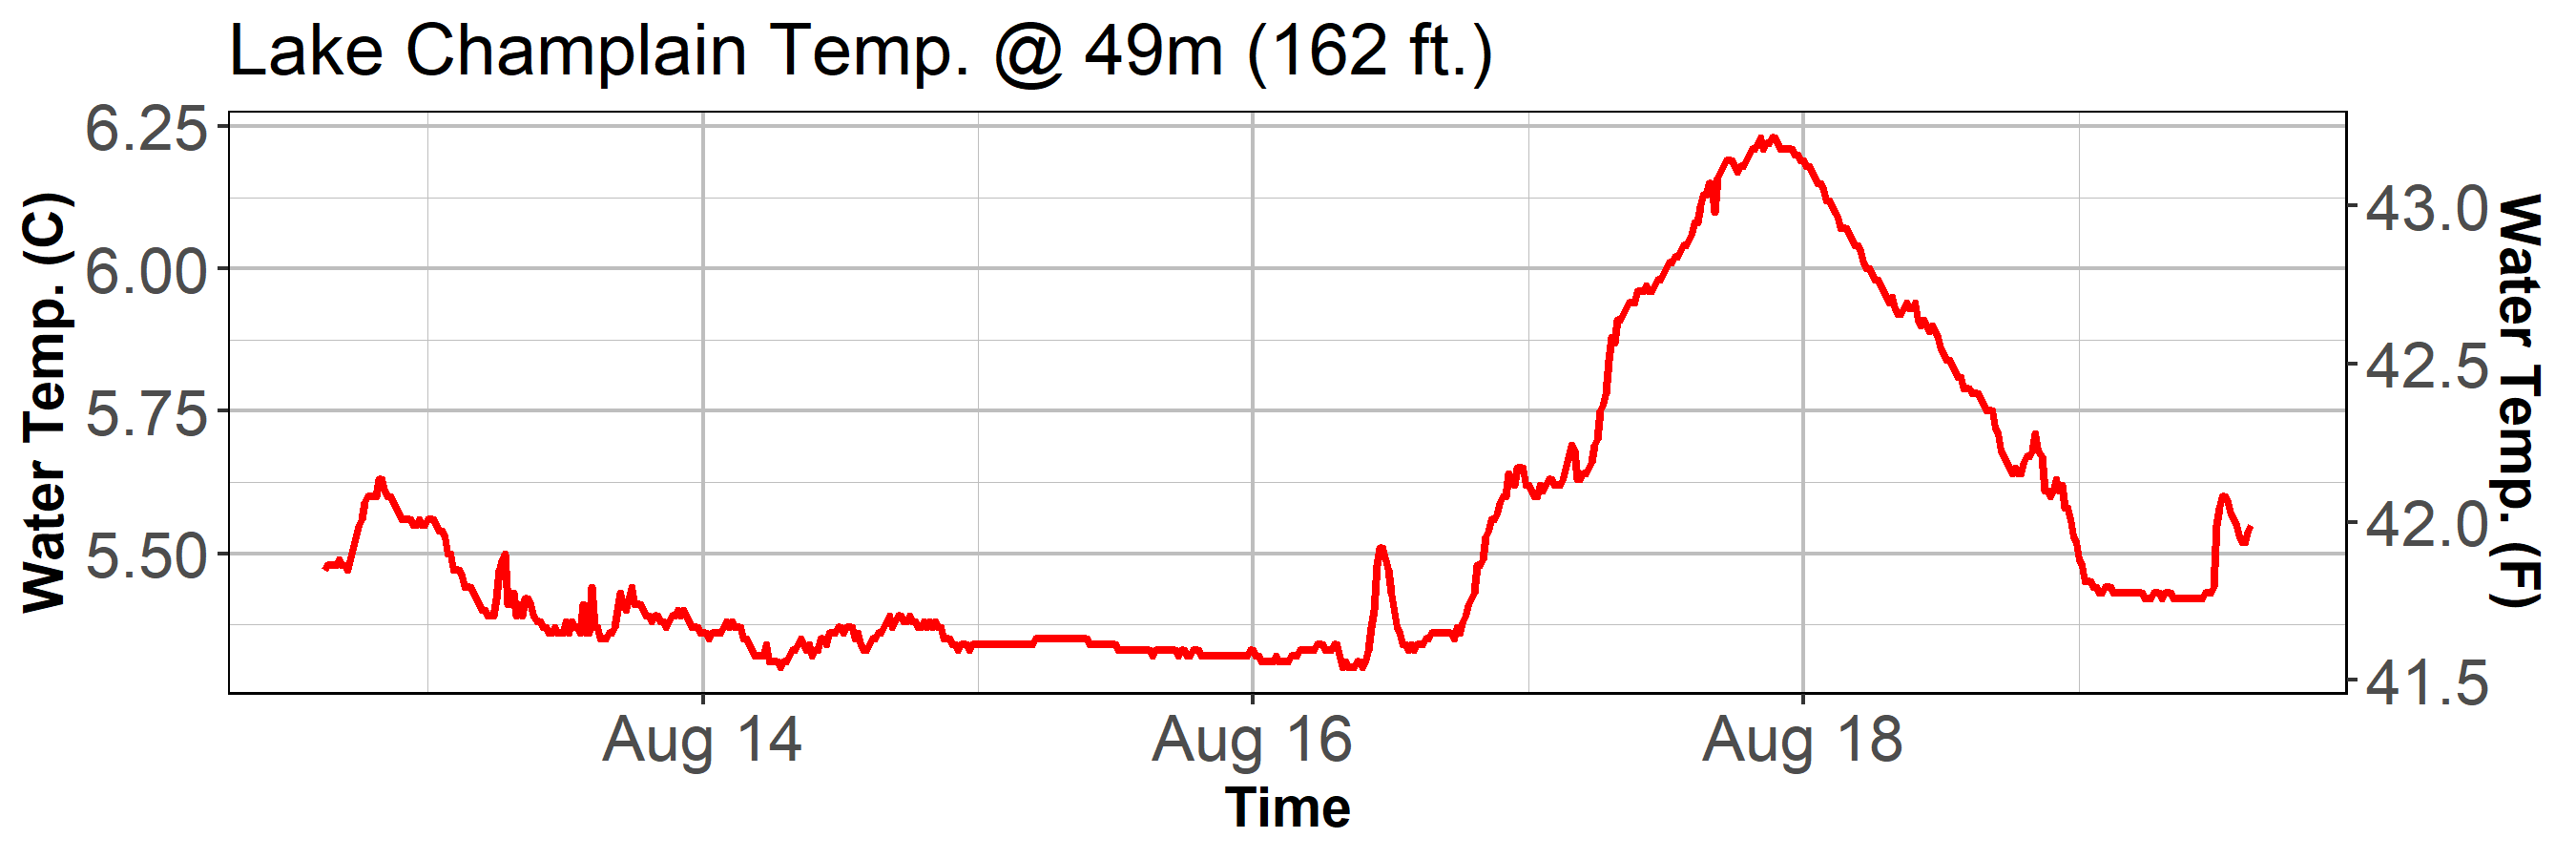 Lake Champlain Temp. @ 49m (162 ft.)
Water Temp. (C)
6.25
6.00
5.75
5.50
43.0
42.5
42.0
41.5
Water Temp. (F)
Aug 14 Aug 16 Aug 18
Time